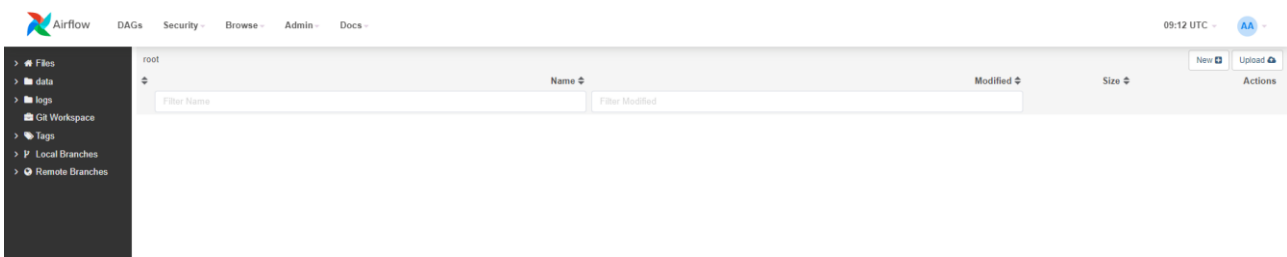 Airflow DAGs Security Browse Admin Docs 09:12 UTC AA
Files
data
logs
Git Workspace
Tags
Local Branches
Remote Branches
root New Upload
Name Modified Size Actions
Filter Name Filter Modified